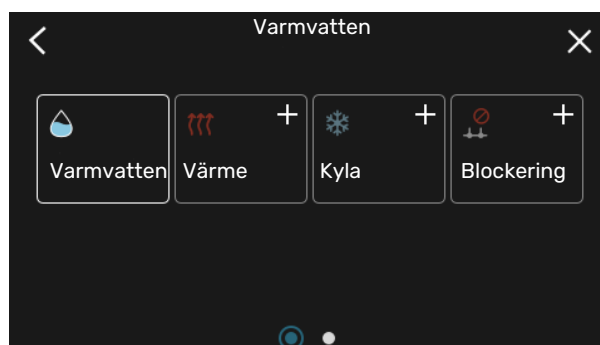 Varmvatten
Varmvatten
Värme
Kyla
Blockering